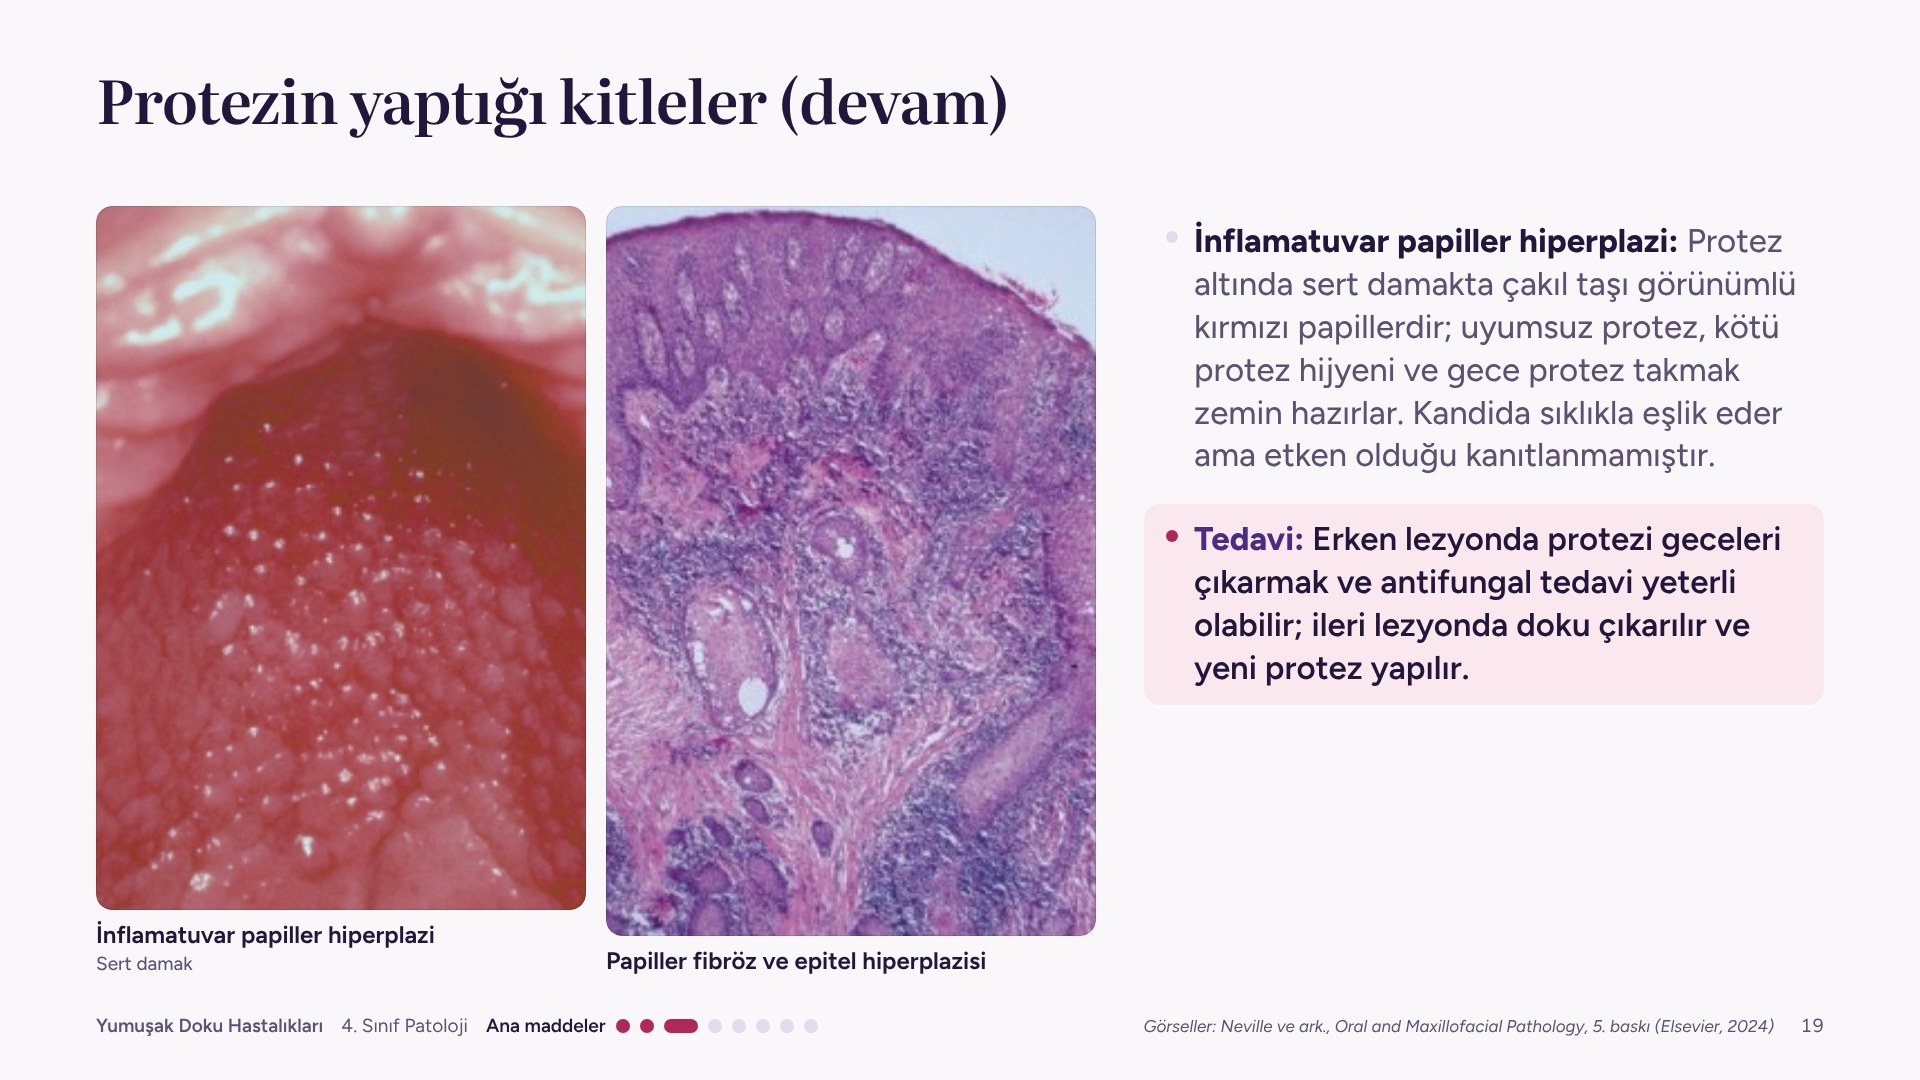 Protezin yaptığı kitleler (devam)
İnflamatuvar papiller hiperplazi: Protez
altında sert damakta çakıl taşı görünümlü
kırmızı papillerdir; uyumsuz protez, kötü
protez hijyeni ve gece protez takmak
zemin hazırlar. Kandida sıklıkla eşlik eder
ama etken olduğu kanıtlanmamıştır.
Tedavi: Erken lezyonda protezi geceleri
çıkarmak ve antifungal tedavi yeterli
olabilir; ileri lezyonda doku çıkarılır ve
yeni protez yapılır.
İnflamatuvar papiller hiperplazi
Sert damak
Papiller fibröz ve epitel hiperplazisi
Yumuşak Doku Hastalıkları 4. Sınıf Patoloji Ana maddeler
Görseller: Neville ve ark., Oral and Maxillofacial Pathology, 5. baskı (Elsevier, 2024) 19